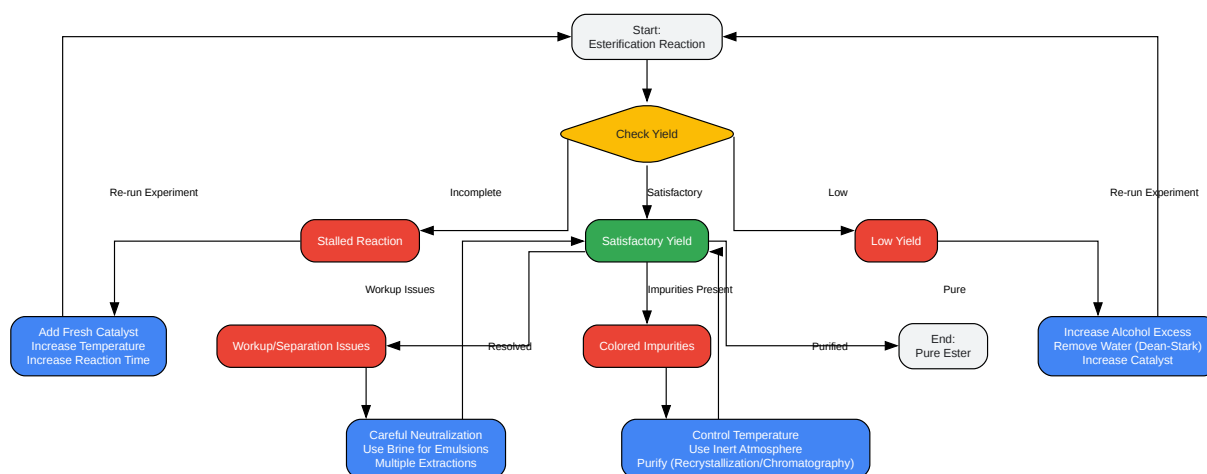 Start:
Esterification Reaction
Check Yield
Re-run Experiment
Incomplete
Satisfactory
Low
Re-run Experiment
Stalled Reaction
Satisfactory Yield
Low Yield
Workup Issues
Impurities Present
Pure
Add Fresh Catalyst
Increase Temperature
Increase Reaction Time
Workup/Separation Issues
Resolved
Colored Impurities
Purified
End:
Pure Ester
Increase Alcohol Excess
Remove Water (Dean-Stark)
Increase Catalyst
Careful Neutralization
Use Brine for Emulsions
Multiple Extractions
Control Temperature
Use Inert Atmosphere
Purify (Recrystallization/Chromatography)